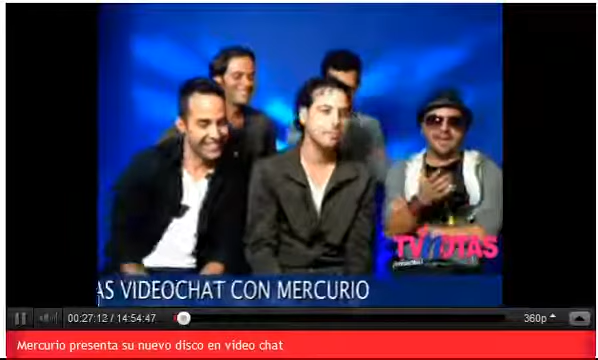 TVNOTAS
AS VIDEOCHAT CON MERCURIO
00:27:12 / 14:54:47
360p
Mercurio presenta su nuevo disco en video chat